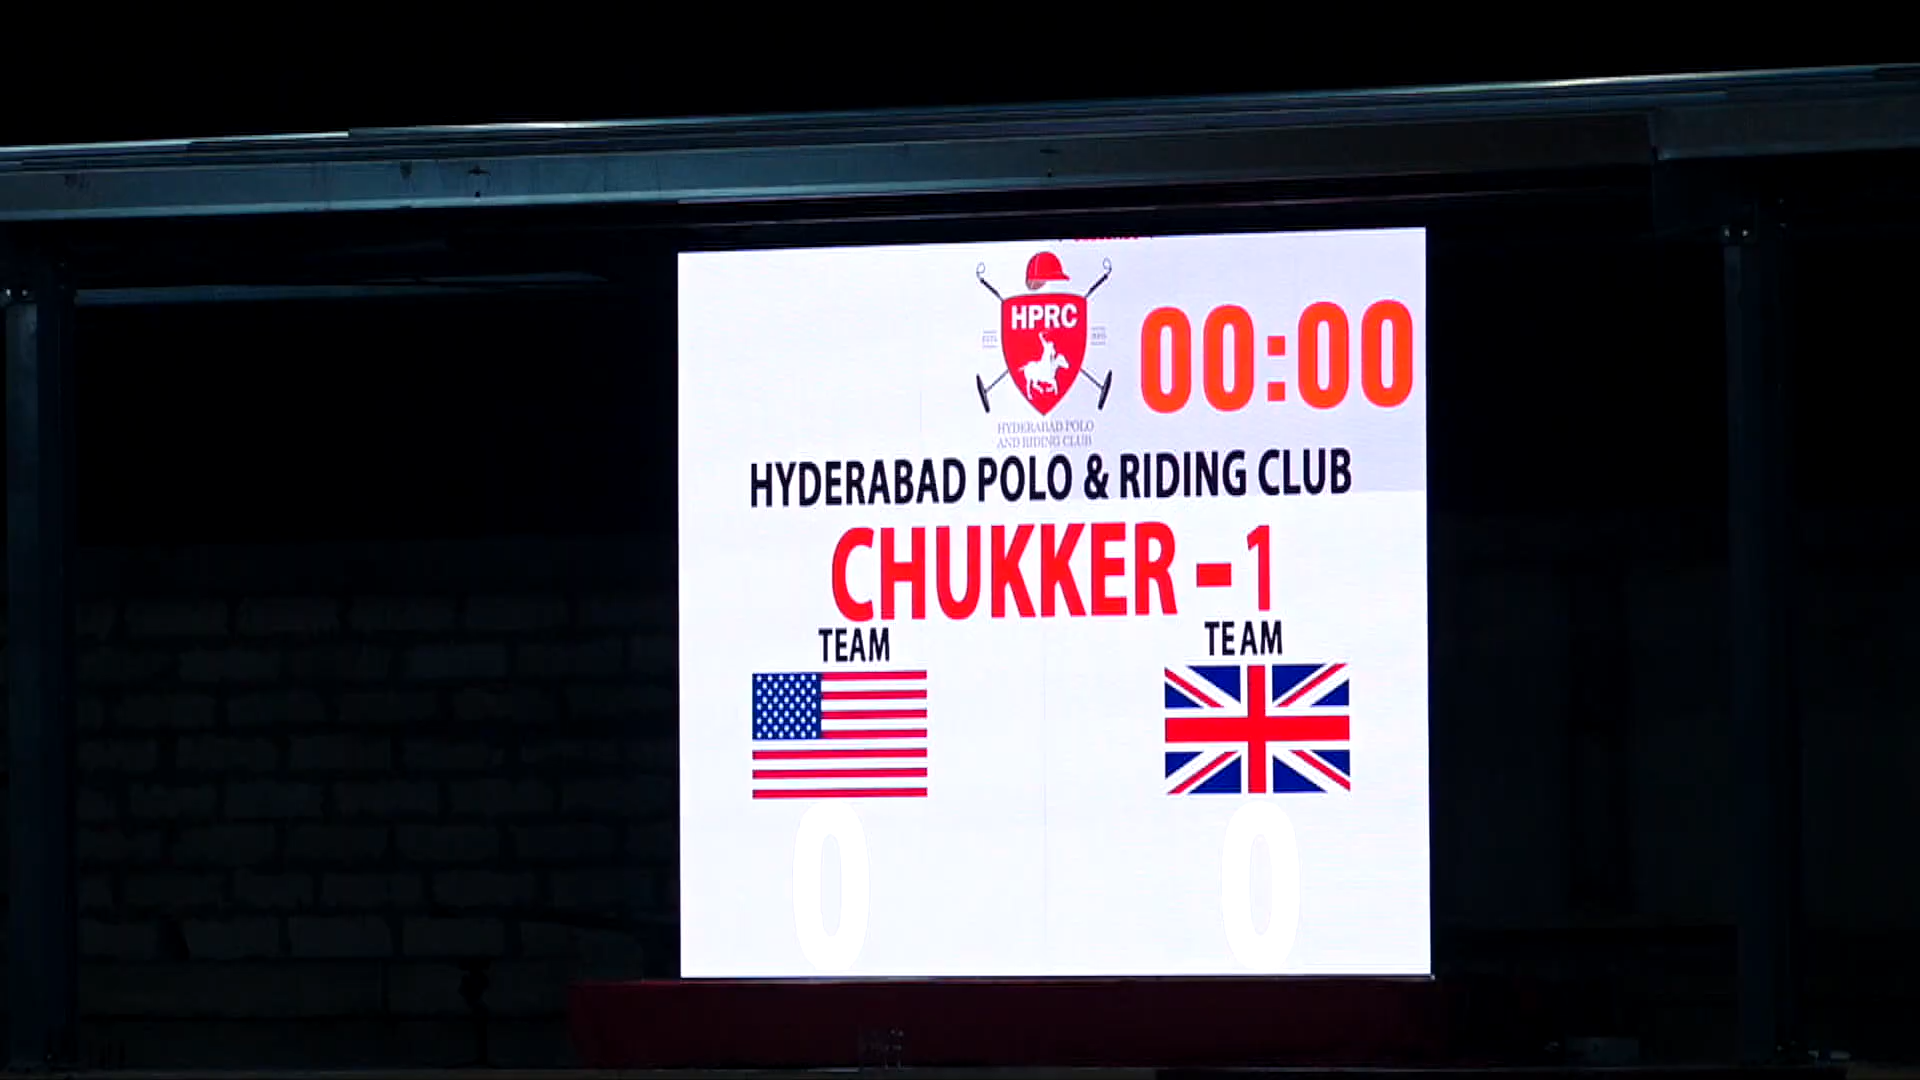 HPRC
00:00
HYDERABAD POLO
AND RIDING CLUB
HYDERABAD POLO & RIDING CLUB
CHUKKER - 1
TEAM TEAM
0 0